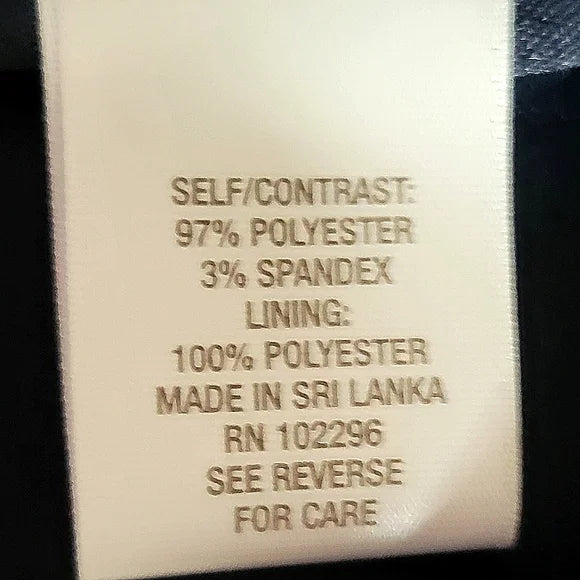 SELF/CONTRAST:
97% POLYESTER
3% SPANDEX
LINING:
100% POLYESTER
MADE IN SRI LANKA
RN 102296
SEE REVERSE
FOR CARE